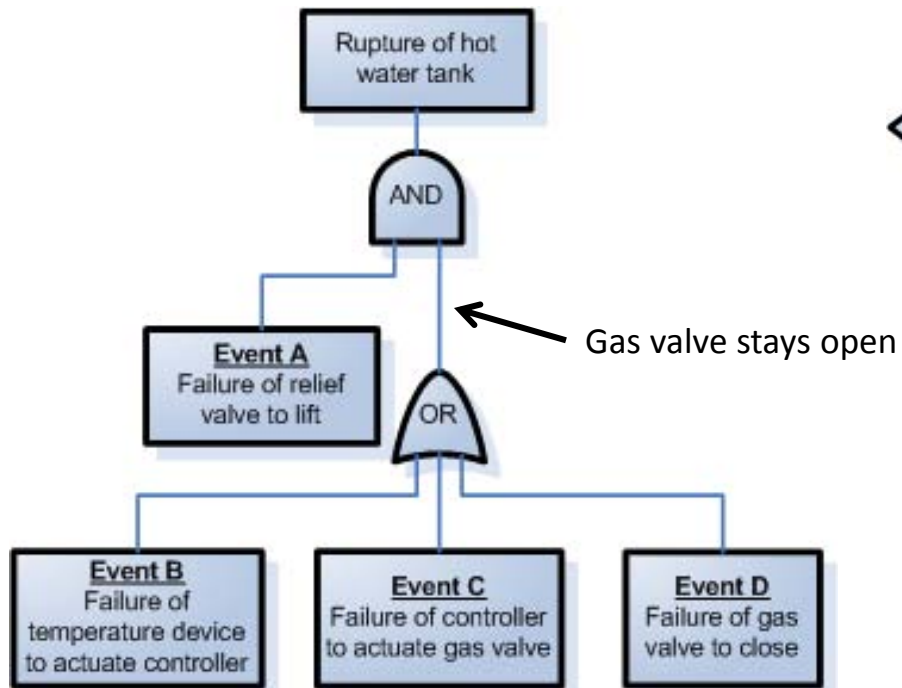 Rupture of hot
water tank
AND
Gas valve stays open
Event A
Failure of relief
valve to lift
OR
Event B
Failure of
temperature device
to actuate controller
Event C
Failure of controller
to actuate gas valve
Event D
Failure of gas
valve to close